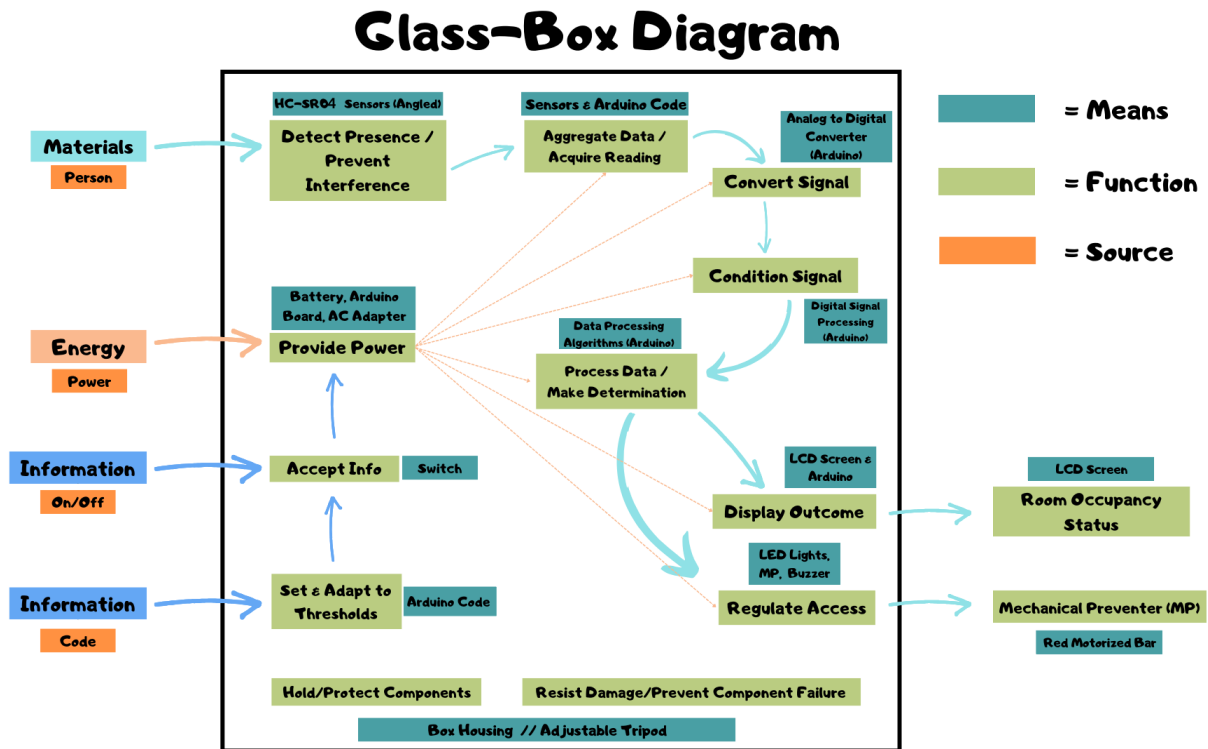 Glass-Box Diagram
HC-SR04 Sensors (Angled)
Detect Presence /
Prevent
Interference
Sensors & Arduino Code
Aggregate Data /
Acquire Reading
Analog to Digital
Converter
(Arduino)
Convert Signal
Materials
Person
= Means
= Function
= Source
Condition Signal
Digital Signal
Processing
(Arduino)
Battery, Arduino
Board, AC Adapter
Provide Power
Energy
Power
Data Processing
Algorithms (Arduino)
Process Data /
Make Determination
Information
On/Off
Accept Info
Switch
LCD Screen &
Arduino
Display Outcome
LCD Screen
Room Occupancy
Status
Information
Code
Set & Adapt to
Thresholds
Arduino Code
LED Lights,
MP, Buzzer
Regulate Access
Mechanical Preventer (MP)
Red Motorized Bar
Hold/Protect Components
Resist Damage/Prevent Component Failure
Box Housing // Adjustable Tripod